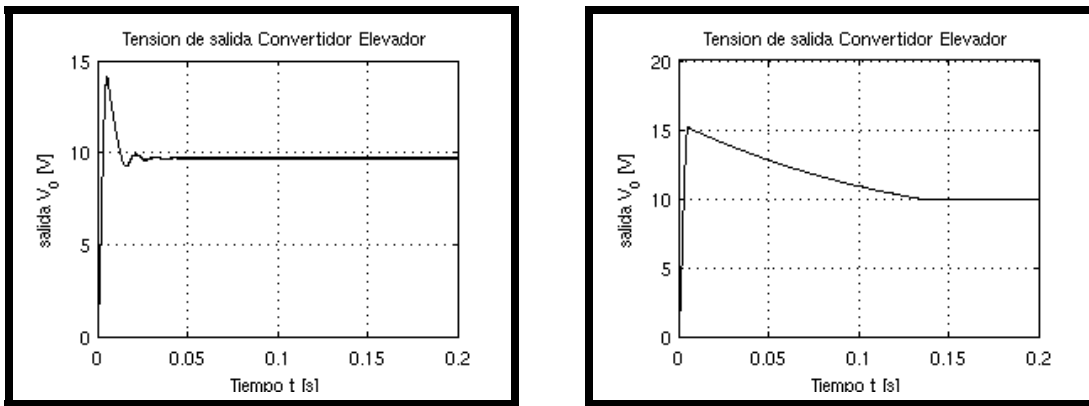 Tension de salida Convertidor Elevador
15
10
5
0
salida V0 [V]
0 0.05 0.1 0.15 0.2
Tiempo t [s]
Tension de salida Convertidor Elevador
20
15
10
5
0
salida V0 [V]
0 0.05 0.1 0.15 0.2
Tiempo t [s]